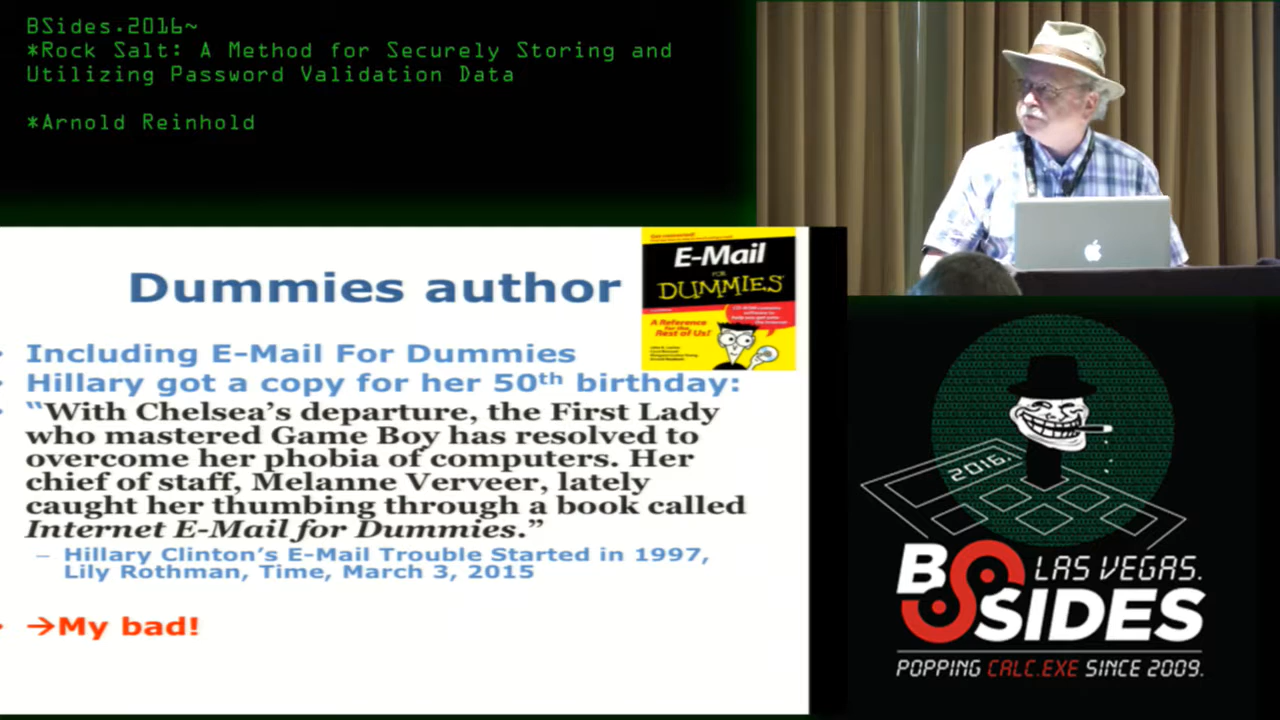 BSides.2016~
*Rock Salt: A Method for Securely Storing and
Utilizing Password Validation Data
*Arnold Reinhold
Dummies author
E-Mail
FOR
DUMMIES
A Reference
for the
Rest of Us!
• Including E-Mail For Dummies
• Hillary got a copy for her 50th birthday:
• “With Chelsea’s departure, the First Lady
who mastered Game Boy has resolved to
overcome her phobia of computers. Her
chief of staff, Melanne Verveer, lately
caught her thumbing through a book called
Internet E-Mail for Dummies.”
– Hillary Clinton’s E-Mail Trouble Started in 1997,
Lily Rothman, Time, March 3, 2015
• →My bad!
2016.
BSIDES
LAS VEGAS.
POPPING CALC.EXE SINCE 2009.